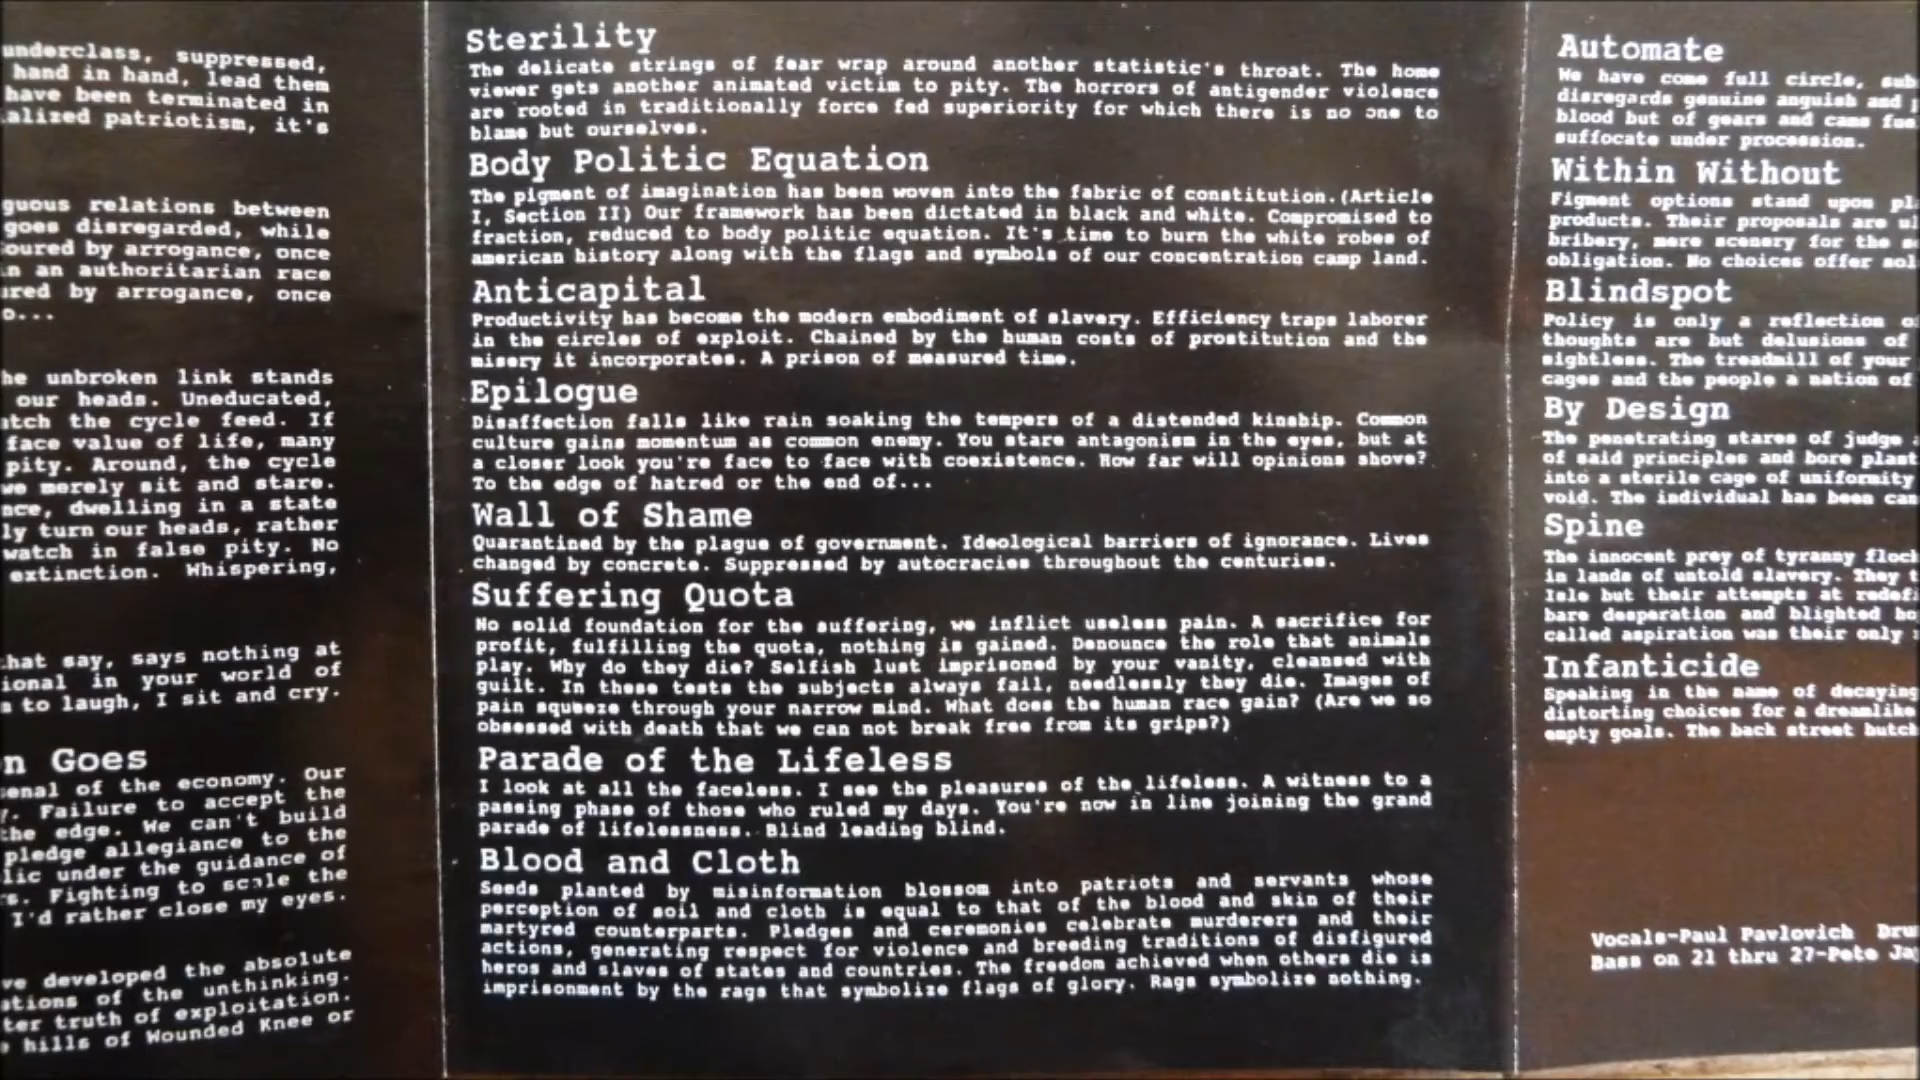 underclass, suppressed,
hand in hand, lead them
have been terminated in
alized patriotism, it's
guous relations between
goes disregarded, while
oured by arrogance, once
in an authoritarian race
ured by arrogance, once
o...
he unbroken link stands
our heads. Uneducated,
atch the cycle feed. If
face value of life, many
pity. Around, the cycle
we merely sit and stare.
nce, dwelling in a state
ly turn our heads, rather
watch in false pity. No
extinction. Whispering,
hat say, says nothing at
ional in your world of
s to laugh, I sit and cry.
n Goes
enal of the economy. Our
y. Failure to accept the
the edge. We can't build
pledge allegiance to the
lic under the guidance of
s. Fighting to scale the
I'd rather close my eyes.
ve developed the absolute
ations of the unthinking.
ter truth of exploitation.
hills of Wounded Knee or
Sterility
The delicate strings of fear wrap around another statistic's throat. The home
viewer gets another animated victim to pity. The horrors of antigender violence
are rooted in traditionally force fed superiority for which there is no one to
blame but ourselves.
Body Politic Equation
The pigment of imagination has been woven into the fabric of constitution.(Article
I, Section II) Our framework has been dictated in black and white. Compromised to
fraction, reduced to body politic equation. It's time to burn the white robes of
american history along with the flags and symbols of our concentration camp land.
Anticapital
Productivity has become the modern embodiment of slavery. Efficiency traps laborer
in the circles of exploit. Chained by the human costs of prostitution and the
misery it incorporates. A prison of measured time.
Epilogue
Disaffection falls like rain soaking the tempers of a distended kinship. Common
culture gains momentum as common enemy. You stare antagonism in the eyes, but at
a closer look you're face to face with coexistence. How far will opinions shove?
To the edge of hatred or the end of...
Wall of Shame
Quarantined by the plague of government. Ideological barriers of ignorance. Lives
changed by concrete. Suppressed by autocracies throughout the centuries.
Suffering Quota
No solid foundation for the suffering, we inflict useless pain. A sacrifice for
profit, fulfilling the quota, nothing is gained. Denounce the role that animals
play. Why do they die? Selfish lust imprisoned by your vanity, cleansed with
guilt. In these tests the subjects always fail, needlessly they die. Images of
pain squeeze through your narrow mind. What does the human race gain? (Are we so
obsessed with death that we can not break free from its grips?)
Parade of the Lifeless
I look at all the faceless. I see the pleasures of the lifeless. A witness to a
passing phase of those who ruled my days. You're now in line joining the grand
parade of lifelessness. Blind leading blind.
Blood and Cloth
Seeds planted by misinformation blossom into patriots and servants whose
perception of soil and cloth is equal to that of the blood and skin of their
martyred counterparts. Pledges and ceremonies celebrate murderers and their
actions, generating respect for violence and breeding traditions of disfigured
heros and slaves of states and countries. The freedom achieved when others die is
imprisonment by the rags that symbolize flags of glory. Rags symbolize nothing.
Automate
We have come full circle, sub
disregards genuine anguish and
blood but of gears and cams fue
suffocate under procession.
Within Without
Figment options stand upon pl
products. Their proposals are u
bribery, mere scenery for the
obligation. No choices offer sol
Blindspot
Policy is only a reflection o
thoughts are but delusions of
sightless. The treadmill of your
cages and the people a nation of
By Design
The penetrating stares of judge
of said principles and bore plast
into a sterile cage of uniformity
void. The individual has been can
Spine
The innocent prey of tyranny floc
in lands of untold slavery. They t
Isle but their attempts at redefi
bare desperation and blighted ho
called aspiration was their only
Infanticide
Speaking in the name of decaying
distorting choices for a dreamlike
empty goals. The back street butch
Vocals-Paul Pavlovich Dru
Bass on 21 thru 27-Pete Ja